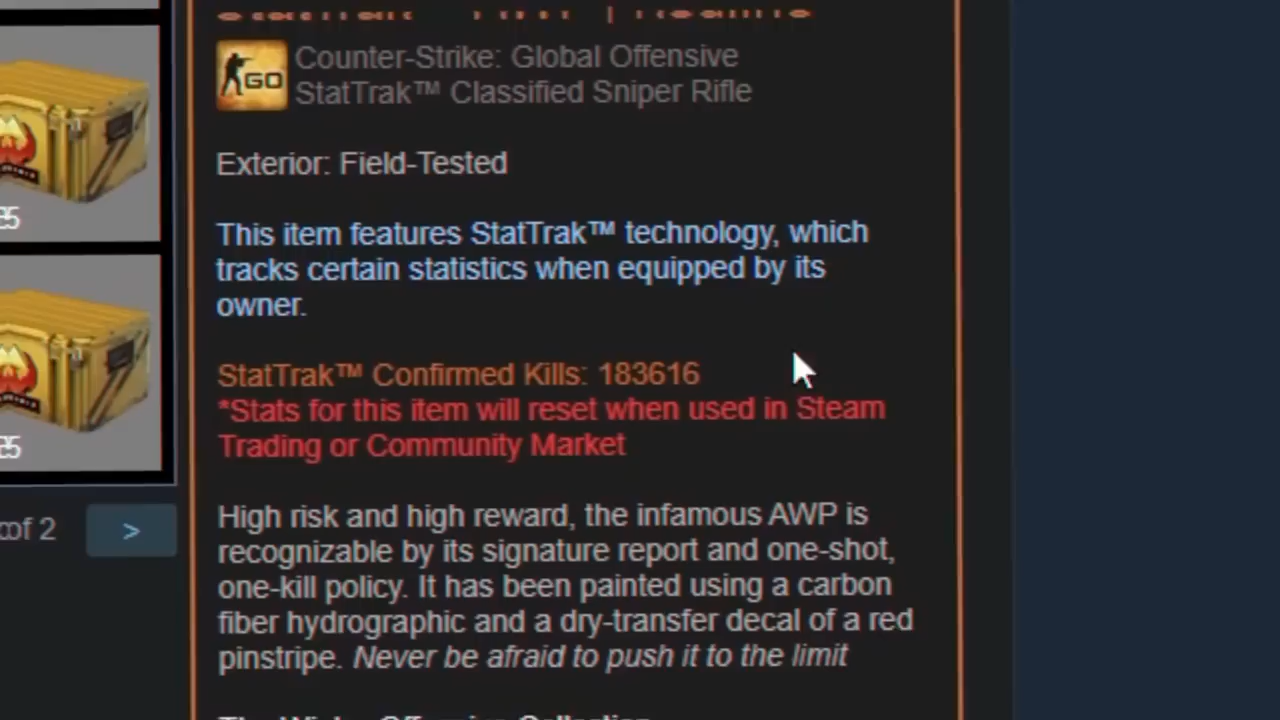 GO
Counter-Strike: Global Offensive
StatTrak™ Classified Sniper Rifle
Exterior: Field-Tested
This item features StatTrak™ technology, which
tracks certain statistics when equipped by its
owner.
StatTrak™ Confirmed Kills: 183616
*Stats for this item will reset when used in Steam
Trading or Community Market
of 2
>
High risk and high reward, the infamous AWP is
recognizable by its signature report and one-shot,
one-kill policy. It has been painted using a carbon
fiber hydrographic and a dry-transfer decal of a red
pinstripe. Never be afraid to push it to the limit